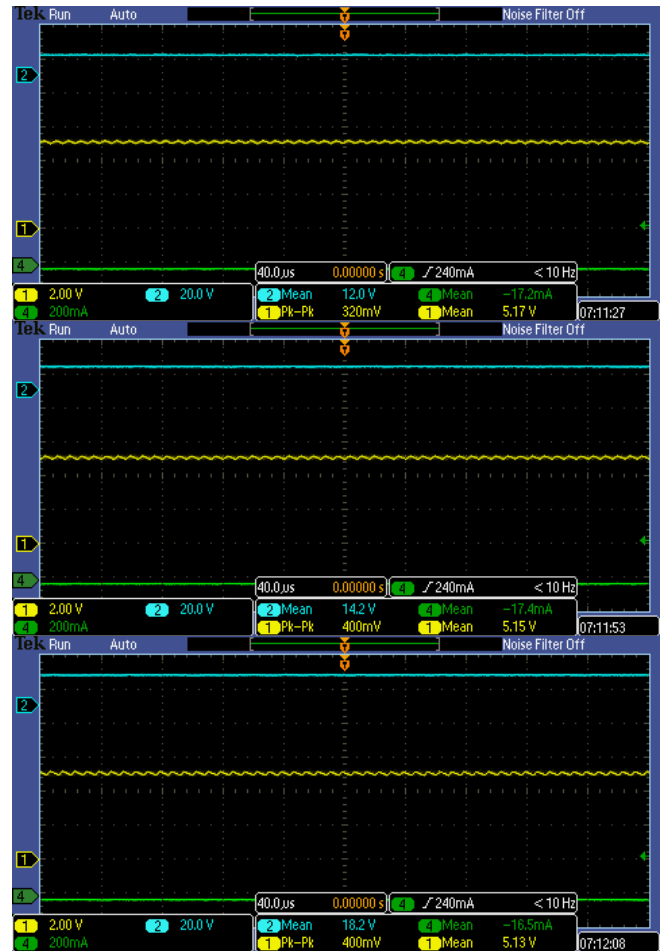 Tek Run Auto Noise Filter Off
T
T
2
1
4
40.0µs 0.00000 s 4 240mA < 10 Hz
1 2.00 V 2 20.0 V 2 Mean 12.0 V 4 Mean −17.2mA
4 200mA 1 Pk−Pk 320mV 1 Mean 5.17 V 07:11:27
Tek Run Auto Noise Filter Off
T
T
2
1
4
40.0µs 0.00000 s 4 240mA < 10 Hz
1 2.00 V 2 20.0 V 2 Mean 14.2 V 4 Mean −17.4mA
4 200mA 1 Pk−Pk 400mV 1 Mean 5.15 V 07:11:53
Tek Run Auto Noise Filter Off
T
T
2
1
4
40.0µs 0.00000 s 4 240mA < 10 Hz
1 2.00 V 2 20.0 V 2 Mean 18.2 V 4 Mean −16.5mA
4 200mA 1 Pk−Pk 400mV 1 Mean 5.13 V 07:12:08